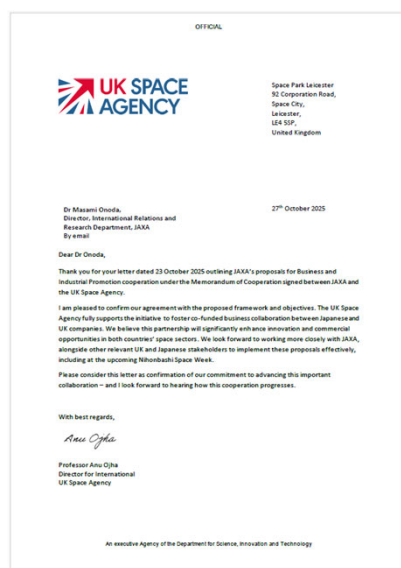 OFFICIAL
UK SPACE
AGENCY
Space Park Leicester
92 Corporation Road,
Space City,
Leicester,
LE4 5SP,
United Kingdom
Dr Masami Onoda,
Director, International Relations and
Research Department, JAXA
By email
27th October 2025
Dear Dr Onoda,
Thank you for your letter dated 23 October 2025 outlining JAXA's proposals for Business and
Industrial Promotion cooperation under the Memorandum of Cooperation signed between JAXA and
the UK Space Agency.
I am pleased to confirm our agreement with the proposed framework and objectives. The UK Space
Agency fully supports the initiative to foster co-funded business collaboration between Japanese and
UK companies. We believe this partnership will significantly enhance innovation and commercial
opportunities in both countries' space sectors. We look forward to working more closely with JAXA,
alongside other relevant UK and Japanese stakeholders to implement these proposals effectively,
including at the upcoming Nihonbashi Space Week.
Please consider this letter as confirmation of our commitment to advancing this important
collaboration – and I look forward to hearing how this cooperation progresses.
With best regards,
Anu Ojha
Professor Anu Ojha
Director for International
UK Space Agency
An executive Agency of the Department for Science, Innovation and Technology